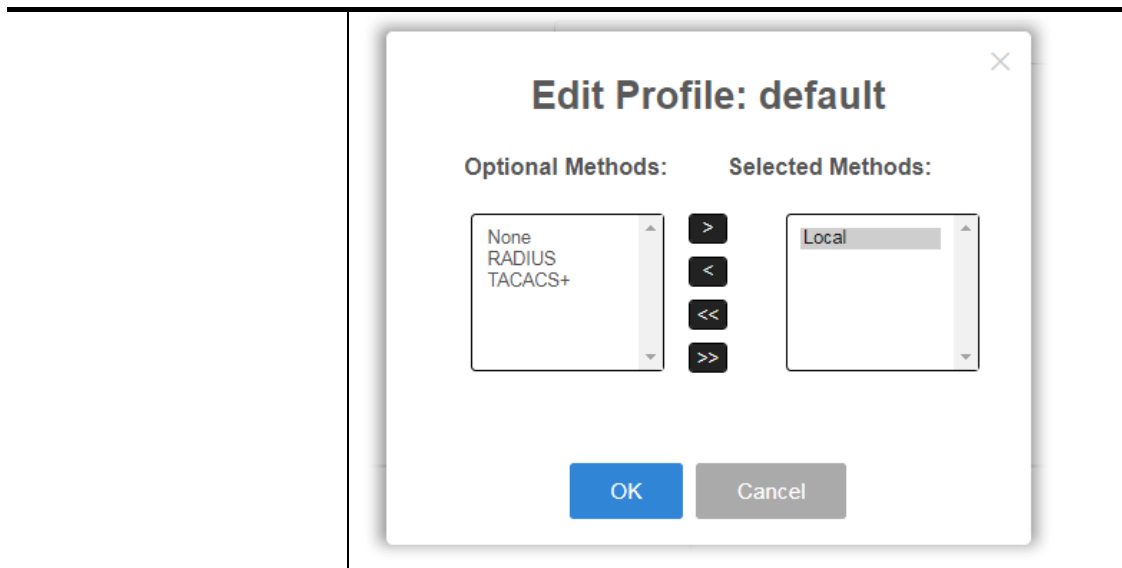 Edit Profile: default
Optional Methods: Selected Methods:
None
RADIUS
TACACS+
>
<
<<
>>
Local
OK Cancel